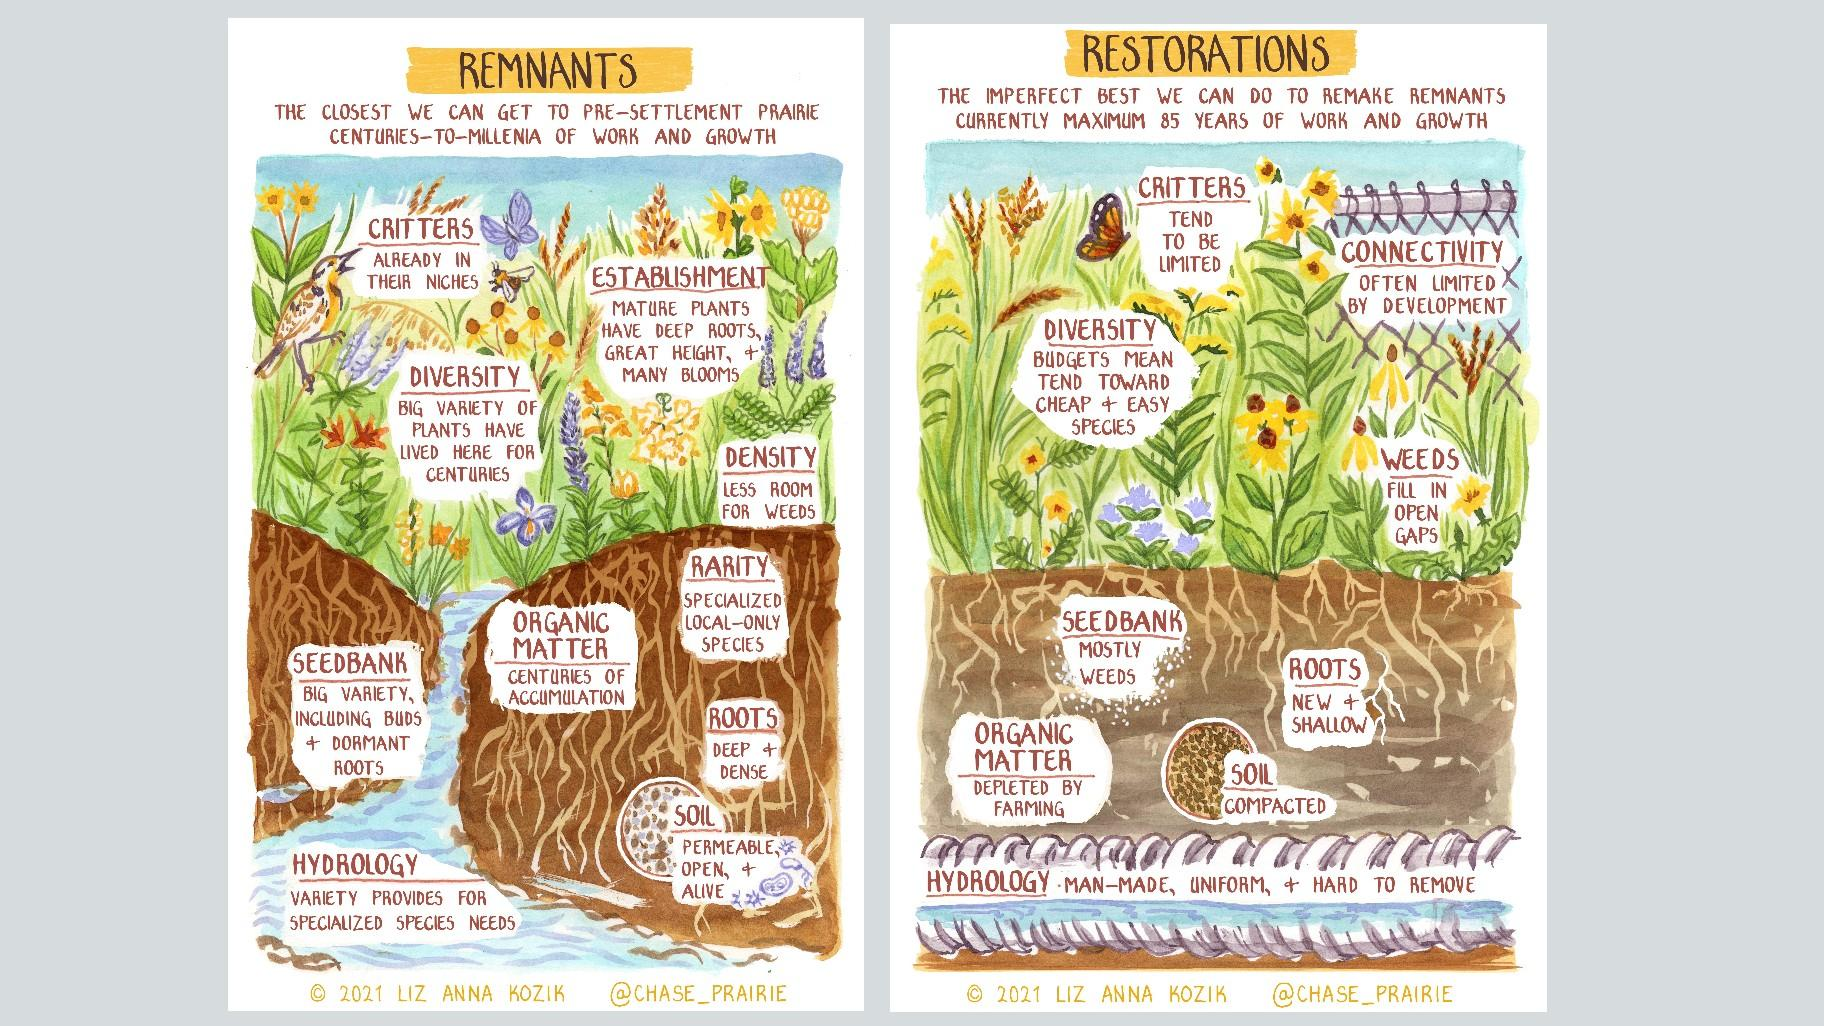 REMNANTS
THE CLOSEST WE CAN GET TO PRE-SETTLEMENT PRAIRIE
CENTURIES-TO-MILLENIA OF WORK AND GROWTH
CRITTERS
ALREADY IN
THEIR NICHES
ESTABLISHMENT
MATURE PLANTS
HAVE DEEP ROOTS,
GREAT HEIGHT, +
MANY BLOOMS
DIVERSITY
BIG VARIETY OF
PLANTS HAVE
LIVED HERE FOR
CENTURIES
DENSITY
LESS ROOM
FOR WEEDS
RARITY
SPECIALIZED
LOCAL-ONLY
SPECIES
ORGANIC
MATTER
CENTURIES OF
ACCUMULATION
SEEDBANK
BIG VARIETY,
INCLUDING BUDS
+ DORMANT
ROOTS
ROOTS
DEEP +
DENSE
SOIL
PERMEABLE,
OPEN, +
ALIVE
HYDROLOGY
VARIETY PROVIDES FOR
SPECIALIZED SPECIES NEEDS
© 2021 LIZ ANNA KOZIK @CHASE_PRAIRIE
RESTORATIONS
THE IMPERFECT BEST WE CAN DO TO REMAKE REMNANTS
CURRENTLY MAXIMUM 85 YEARS OF WORK AND GROWTH
CRITTERS
TEND
TO BE
LIMITED
CONNECTIVITY
OFTEN LIMITED
BY DEVELOPMENT
DIVERSITY
BUDGETS MEAN
TEND TOWARD
CHEAP + EASY
SPECIES
WEEDS
FILL IN
OPEN
GAPS
SEEDBANK
MOSTLY
WEEDS
ROOTS
NEW +
SHALLOW
ORGANIC
MATTER
DEPLETED BY
FARMING
SOIL
COMPACTED
HYDROLOGY · MAN-MADE, UNIFORM, + HARD TO REMOVE
© 2021 LIZ ANNA KOZIK @CHASE_PRAIRIE